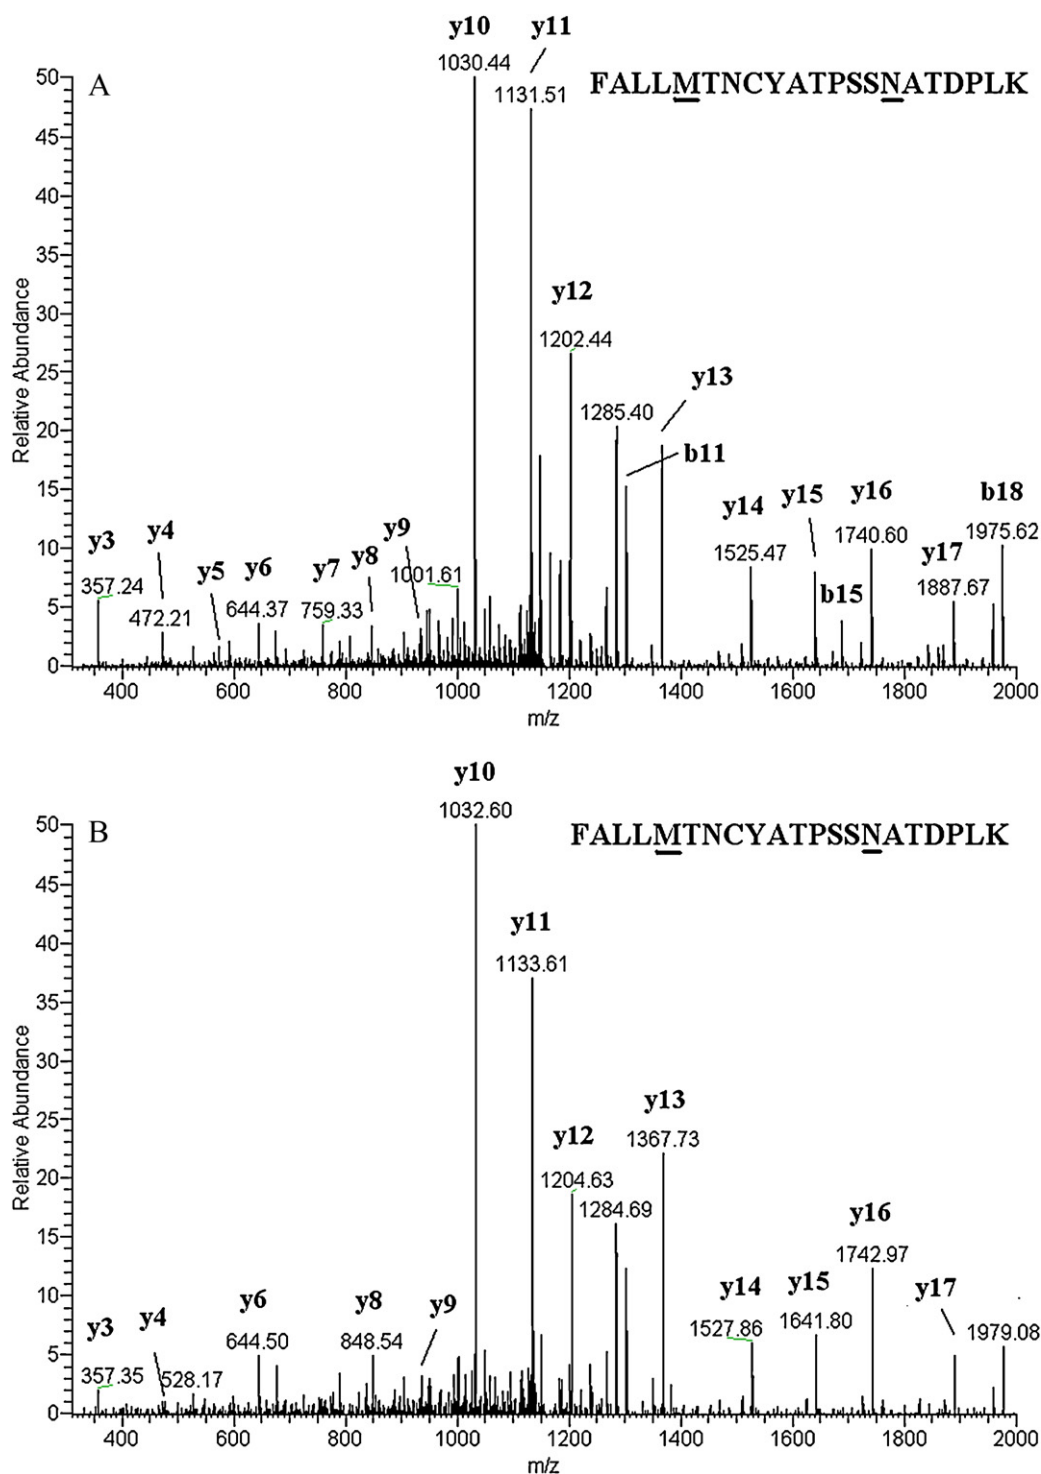 y10
y11
1030.44
1131.51
A
FALLMTNCYATPSSNATDPLK
50
45
40
35
30
25
20
15
10
5
0
Relative Abundance
y12
1202.44
y13
1285.40
b11
y14
y15
y16
b18
1525.47
1740.60
1975.62
y3
y4
y5
y6
y7
y8
y9
1001.61
b15
y17
357.24
472.21
644.37
759.33
1887.67
400
600
800
1000
1200
1400
1600
1800
2000
m/z
y10
1032.60
B
FALLMTNCYATPSSNATDPLK
50
45
40
35
30
25
20
15
10
5
0
Relative Abundance
y11
1133.61
y13
y12
1367.73
1204.63
1284.69
y16
1742.97
y3
y4
y6
y8
y9
y14
y15
y17
357.35
528.17
644.50
848.54
1527.86
1641.80
1979.08
400
600
800
1000
1200
1400
1600
1800
2000
m/z